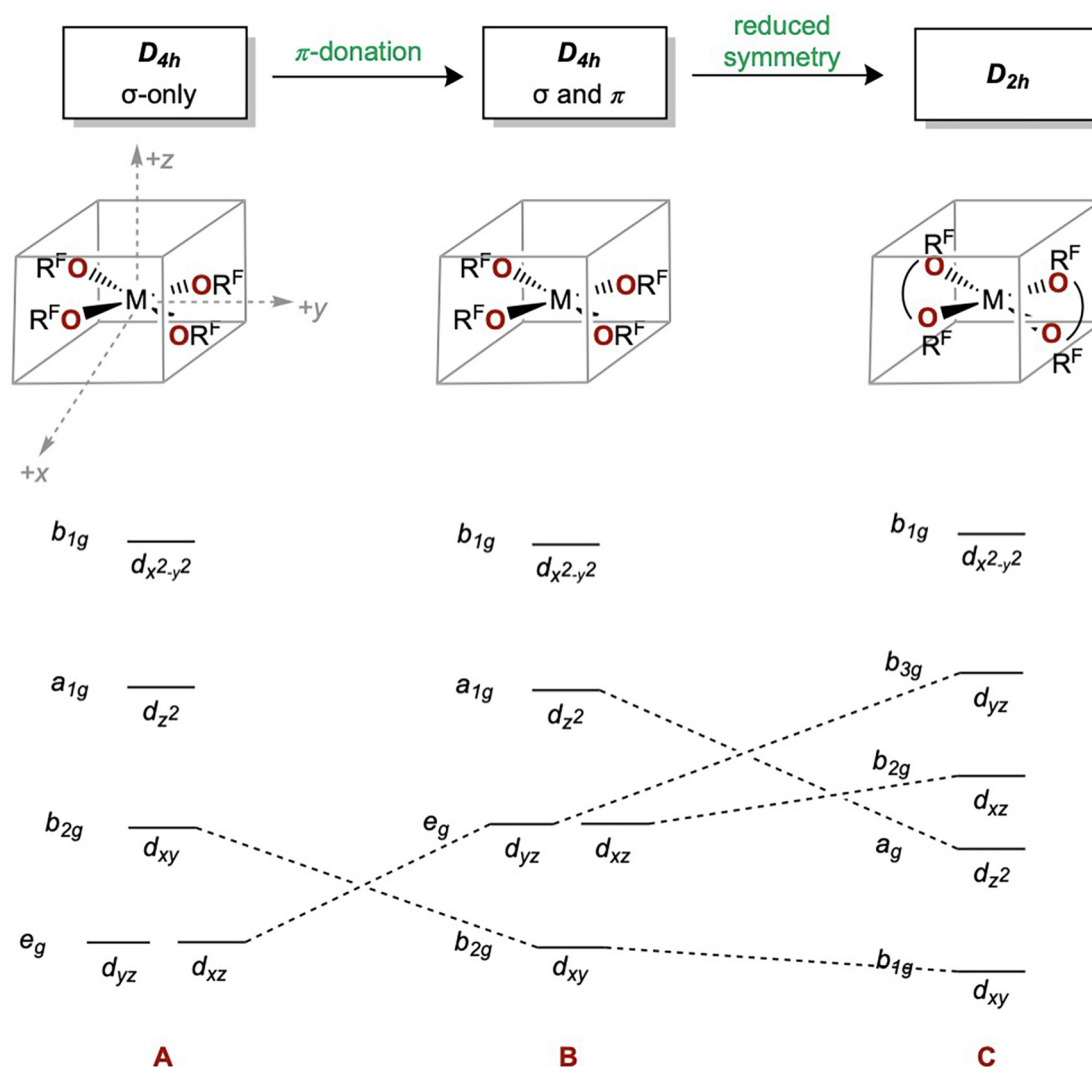 D4h
σ-only
π-donation
D4h
σ and π
reduced
symmetry
D2h
+z
+y
+x
RFO
ORF
M
RFO
ORF
RFO
ORF
M
RFO
ORF
RF
O
RF
O
M
O
RF
O
RF
b1g
dx2-y2
b1g
dx2-y2
b1g
dx2-y2
a1g
dz2
a1g
dz2
b3g
dyz
b2g
dxz
b2g
dxy
eg
dyz
dxz
ag
dz2
eg
dyz
dxz
b2g
dxy
b1g
dxy
A
B
C